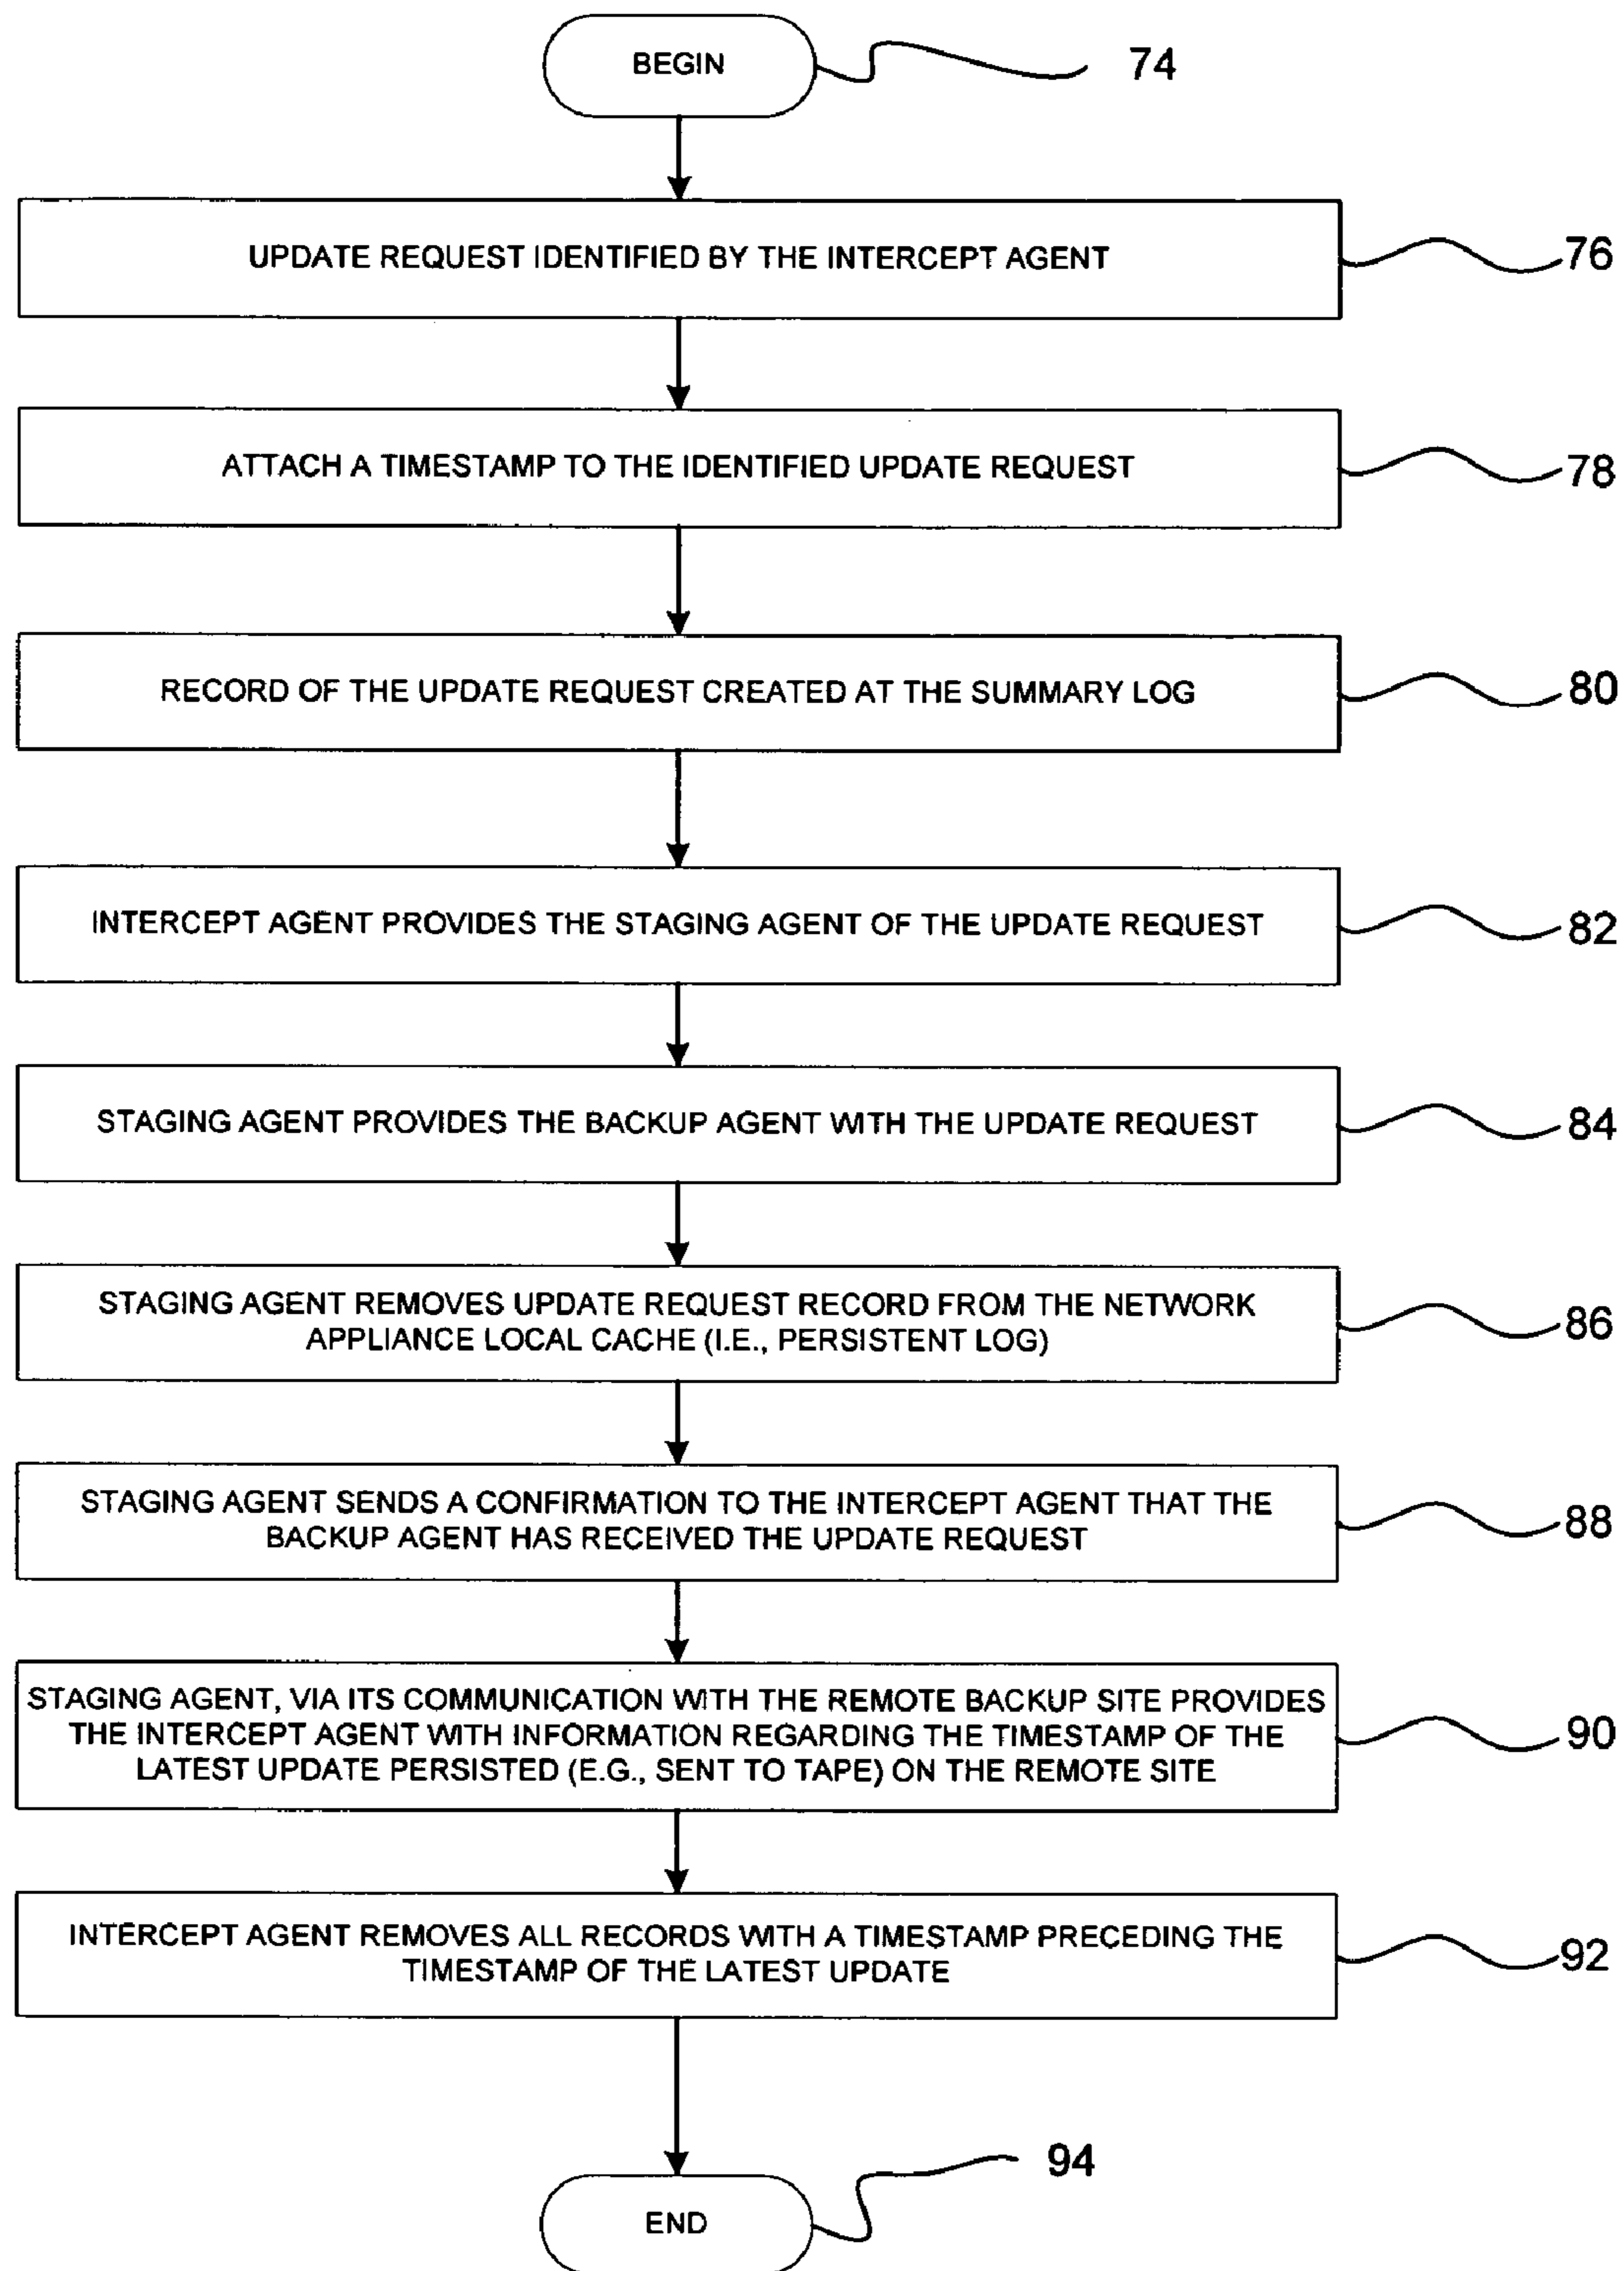 BEGIN
74
UPDATE REQUEST IDENTIFIED BY THE INTERCEPT AGENT
76
ATTACH A TIMESTAMP TO THE IDENTIFIED UPDATE REQUEST
78
RECORD OF THE UPDATE REQUEST CREATED AT THE SUMMARY LOG
80
INTERCEPT AGENT PROVIDES THE STAGING AGENT OF THE UPDATE REQUEST
82
STAGING AGENT PROVIDES THE BACKUP AGENT WITH THE UPDATE REQUEST
84
STAGING AGENT REMOVES UPDATE REQUEST RECORD FROM THE NETWORK
APPLIANCE LOCAL CACHE (I.E., PERSISTENT LOG)
86
STAGING AGENT SENDS A CONFIRMATION TO THE INTERCEPT AGENT THAT THE
BACKUP AGENT HAS RECEIVED THE UPDATE REQUEST
88
STAGING AGENT, VIA ITS COMMUNICATION WITH THE REMOTE BACKUP SITE PROVIDES
THE INTERCEPT AGENT WITH INFORMATION REGARDING THE TIMESTAMP OF THE
LATEST UPDATE PERSISTED (E.G., SENT TO TAPE) ON THE REMOTE SITE
90
INTERCEPT AGENT REMOVES ALL RECORDS WITH A TIMESTAMP PRECEDING THE
TIMESTAMP OF THE LATEST UPDATE
92
94
END